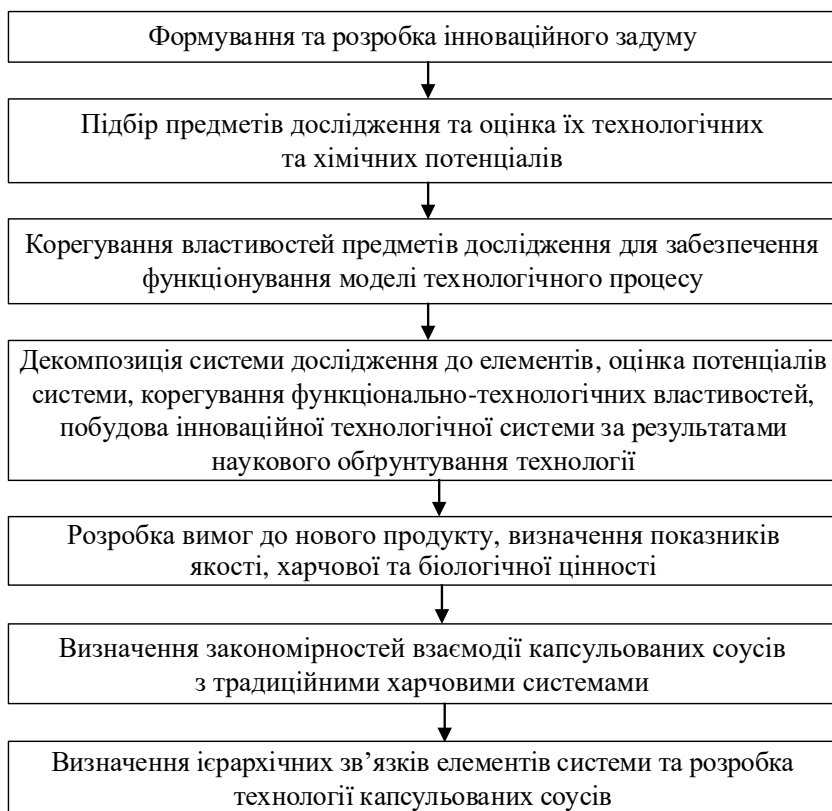 Формування та розробка інноваційного задуму
Підбір предметів дослідження та оцінка їх технологічних
та хімічних потенціалів
Корегування властивостей предметів дослідження для забезпечення
функціонування моделі технологічного процесу
Декомпозиція системи дослідження до елементів, оцінка потенціалів
системи, корегування функціонально-технологічних властивостей,
побудова інноваційної технологічної системи за результатами
наукового обґрунтування технології
Розробка вимог до нового продукту, визначення показників
якості, харчової та біологічної цінності
Визначення закономірностей взаємодії капсульованих соусів
з традиційними харчовими системами
Визначення ієрархічних зв’язків елементів системи та розробка
технології капсульованих соусів